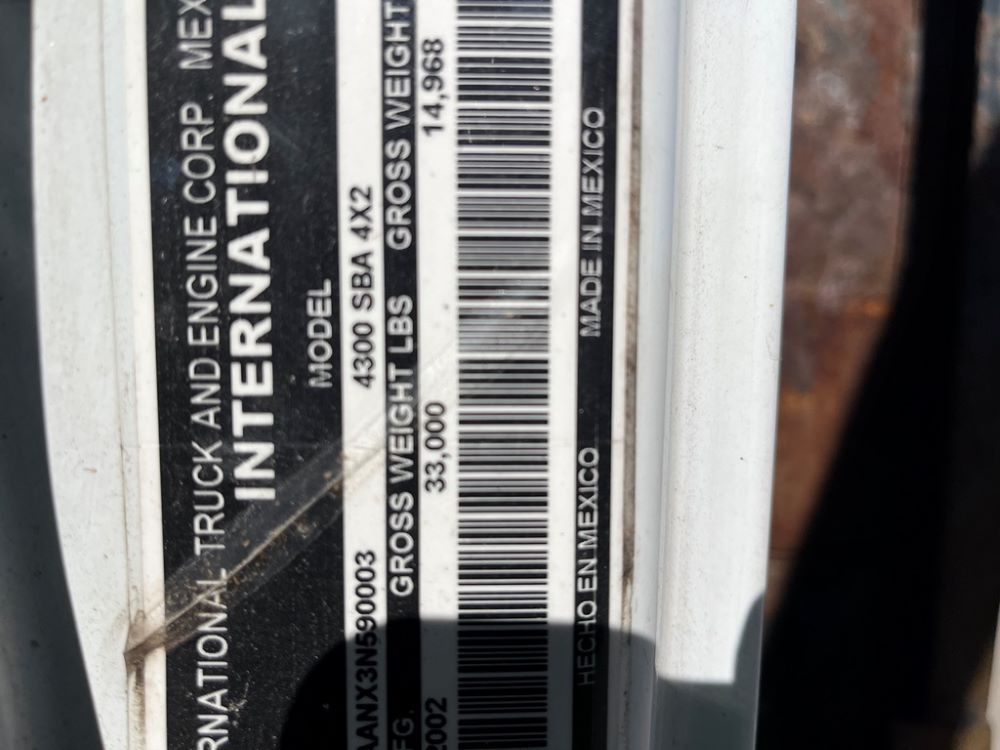 RNATIONAL TRUCK AND ENGINE CORP. MEX
INTERNATIONAL
MODEL
AANX3N590003 4300 SBA 4X2
FG. GROSS WEIGHT LBS GROSS WEIGHT
2002 33,000 14,968
HECHO EN MEXICO MADE IN MEXICO